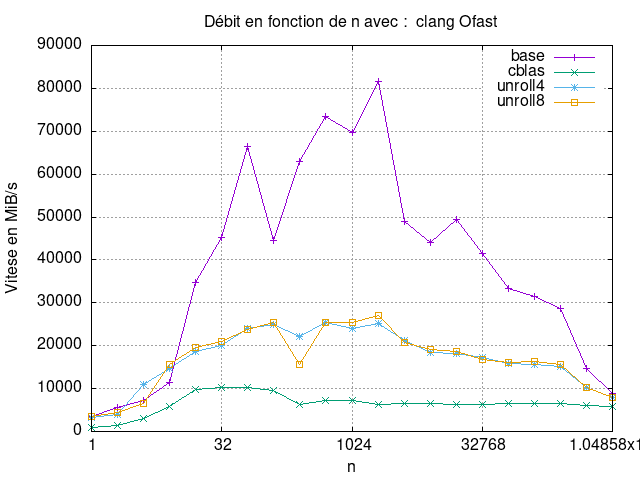 Débit en fonction de n avec : clang Ofast
90000
80000
70000
60000
50000
40000
30000
20000
10000
0
Vitese en MiB/s
base
cblas
unroll4
unroll8
1 32 1024 32768 1.04858x1
n